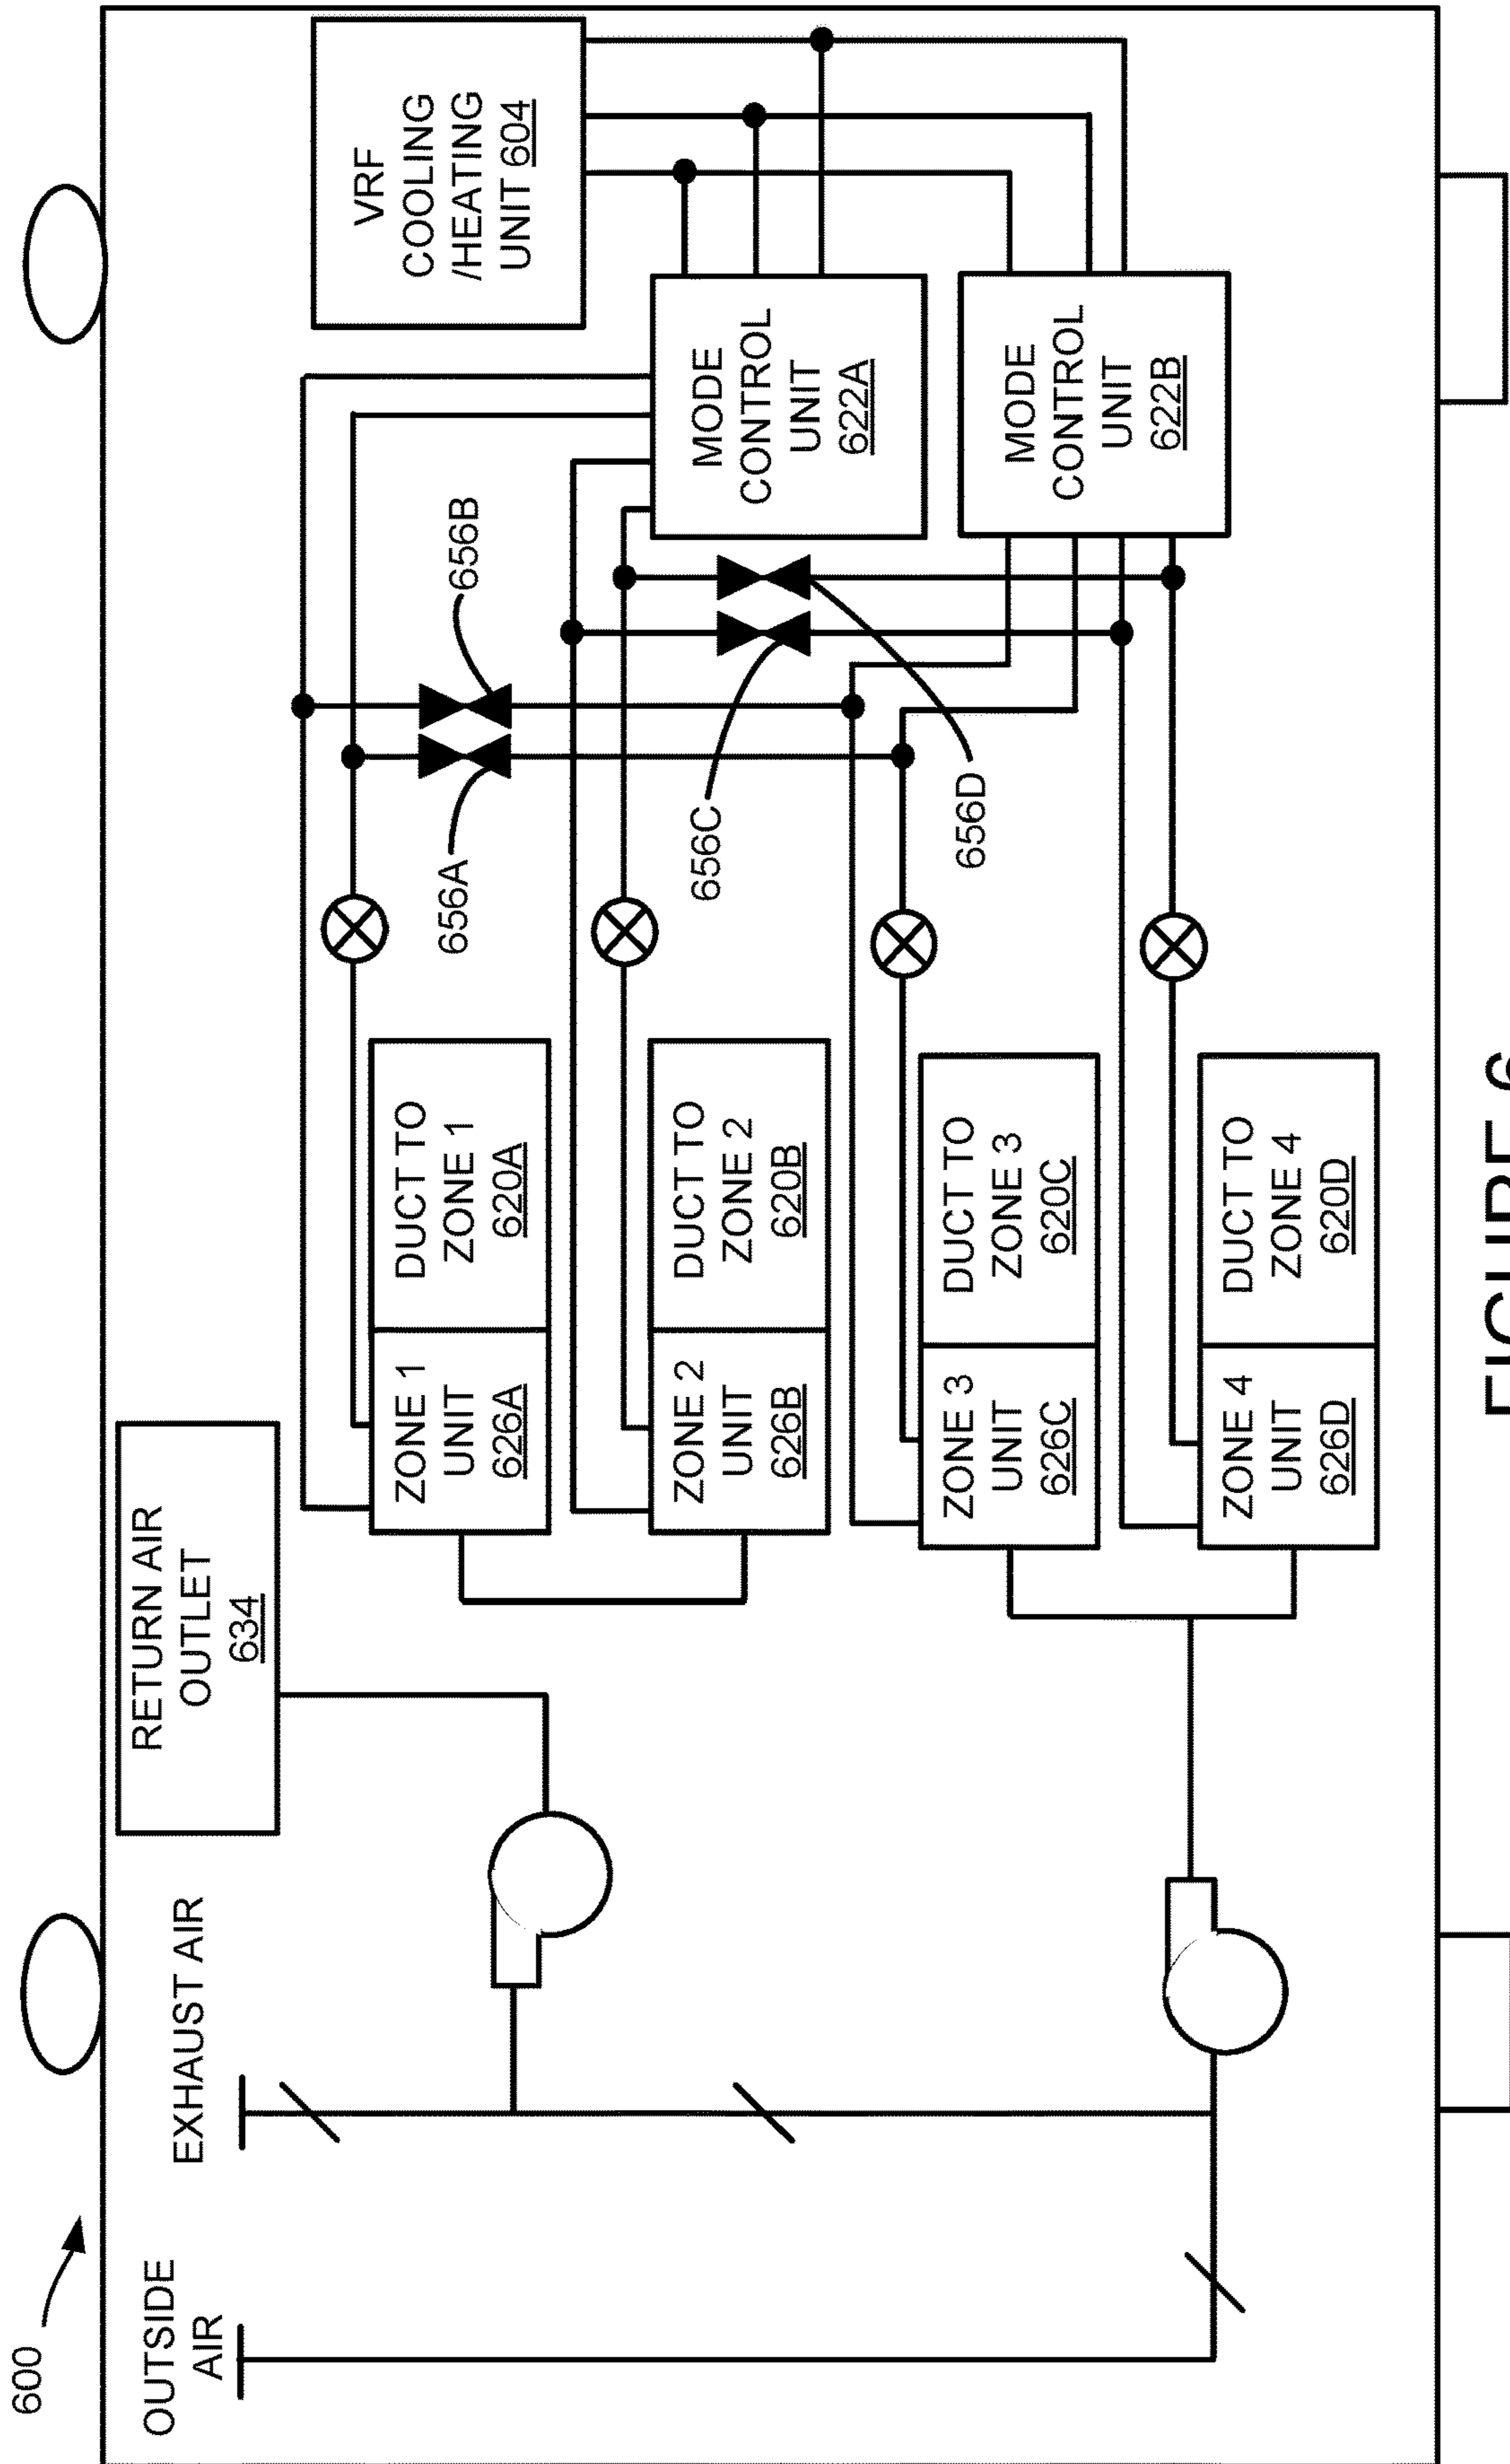 600
OUTSIDE
AIR
EXHAUST AIR
RETURN AIR
OUTLET
634
ZONE 1
UNIT
626A
DUCT TO
ZONE 1
620A
ZONE 2
UNIT
626B
DUCT TO
ZONE 2
620B
ZONE 3
UNIT
626C
DUCT TO
ZONE 3
620C
ZONE 4
UNIT
626D
DUCT TO
ZONE 4
620D
656A
656B
656C
656D
VRF
COOLING
/HEATING
UNIT 604
MODE
CONTROL
UNIT
622A
MODE
CONTROL
UNIT
622B
FIGURE 6